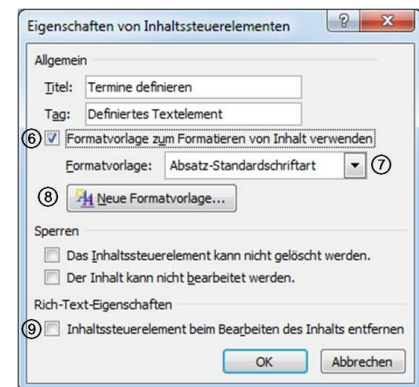 Eigenschaften von Inhaltssteuerelementen
Allgemein
Titel: Termine definieren
Tag: Definiertes Textelement
⑥ Formatvorlage zum Formatieren von Inhalt verwenden
Formatvorlage: Absatz-Standardschriftart ⑦
⑧ Neue Formatvorlage...
Sperren
Das Inhaltssteuerelement kann nicht gelöscht werden.
Der Inhalt kann nicht bearbeitet werden.
Rich-Text-Eigenschaften
⑨ Inhaltssteuerelement beim Bearbeiten des Inhalts entfernen
OK Abbrechen